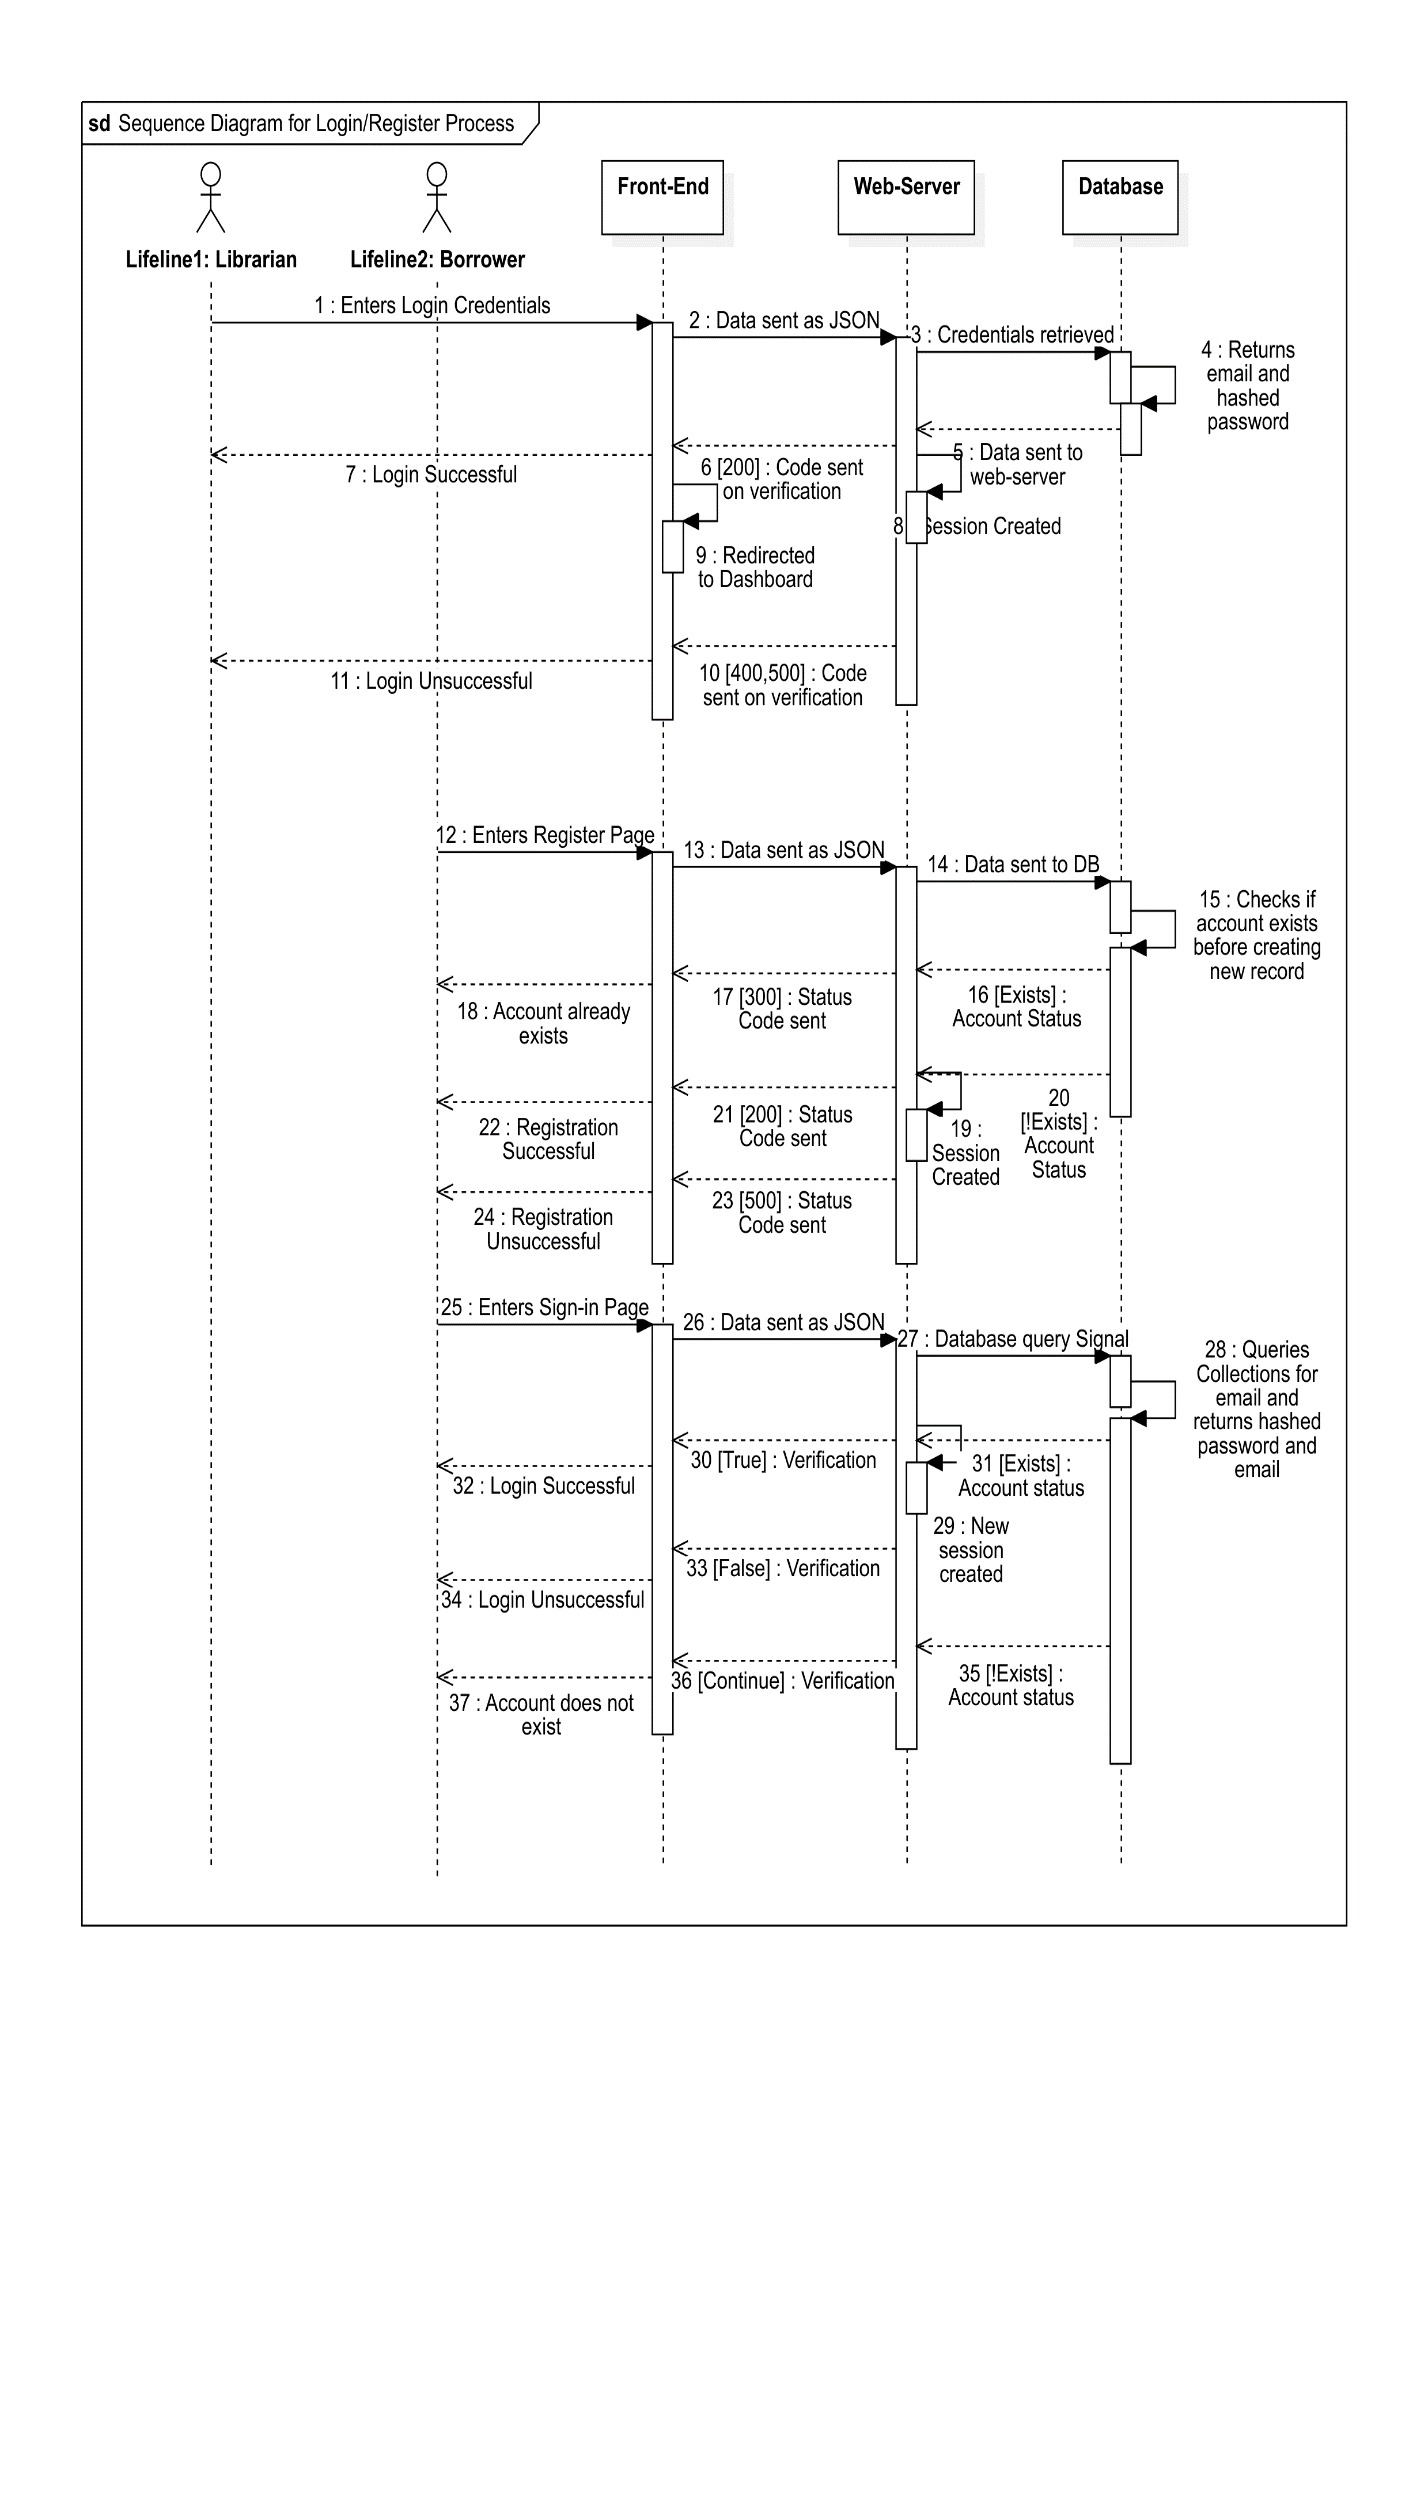 sd Sequence Diagram for Login/Register Process
Front-End
Web-Server
Database
Lifeline1: Librarian
Lifeline2: Borrower
1 : Enters Login Credentials
2 : Data sent as JSON
3 : Credentials retrieved
4 : Returns
email and
hashed
password
5 : Data sent to
web-server
6 [200] : Code sent
on verification
7 : Login Successful
8 Session Created
9 : Redirected
to Dashboard
10 [400,500] : Code
sent on verification
11 : Login Unsuccessful
12 : Enters Register Page
13 : Data sent as JSON
14 : Data sent to DB
15 : Checks if
account exists
before creating
new record
16 [Exists] :
Account Status
17 [300] : Status
Code sent
18 : Account already
exists
19 :
Session
Created
20
[!Exists] :
Account
Status
21 [200] : Status
Code sent
22 : Registration
Successful
23 [500] : Status
Code sent
24 : Registration
Unsuccessful
25 : Enters Sign-in Page
26 : Data sent as JSON
27 : Database query Signal
28 : Queries
Collections for
email and
returns hashed
password and
email
30 [True] : Verification
31 [Exists] :
Account status
32 : Login Successful
29 : New
session
created
33 [False] : Verification
34 : Login Unsuccessful
35 [!Exists] :
Account status
36 [Continue] : Verification
37 : Account does not
exist